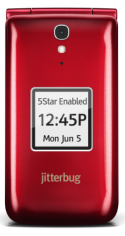 5Star Enabled
12:45P
Mon Jun 5
jitterbug